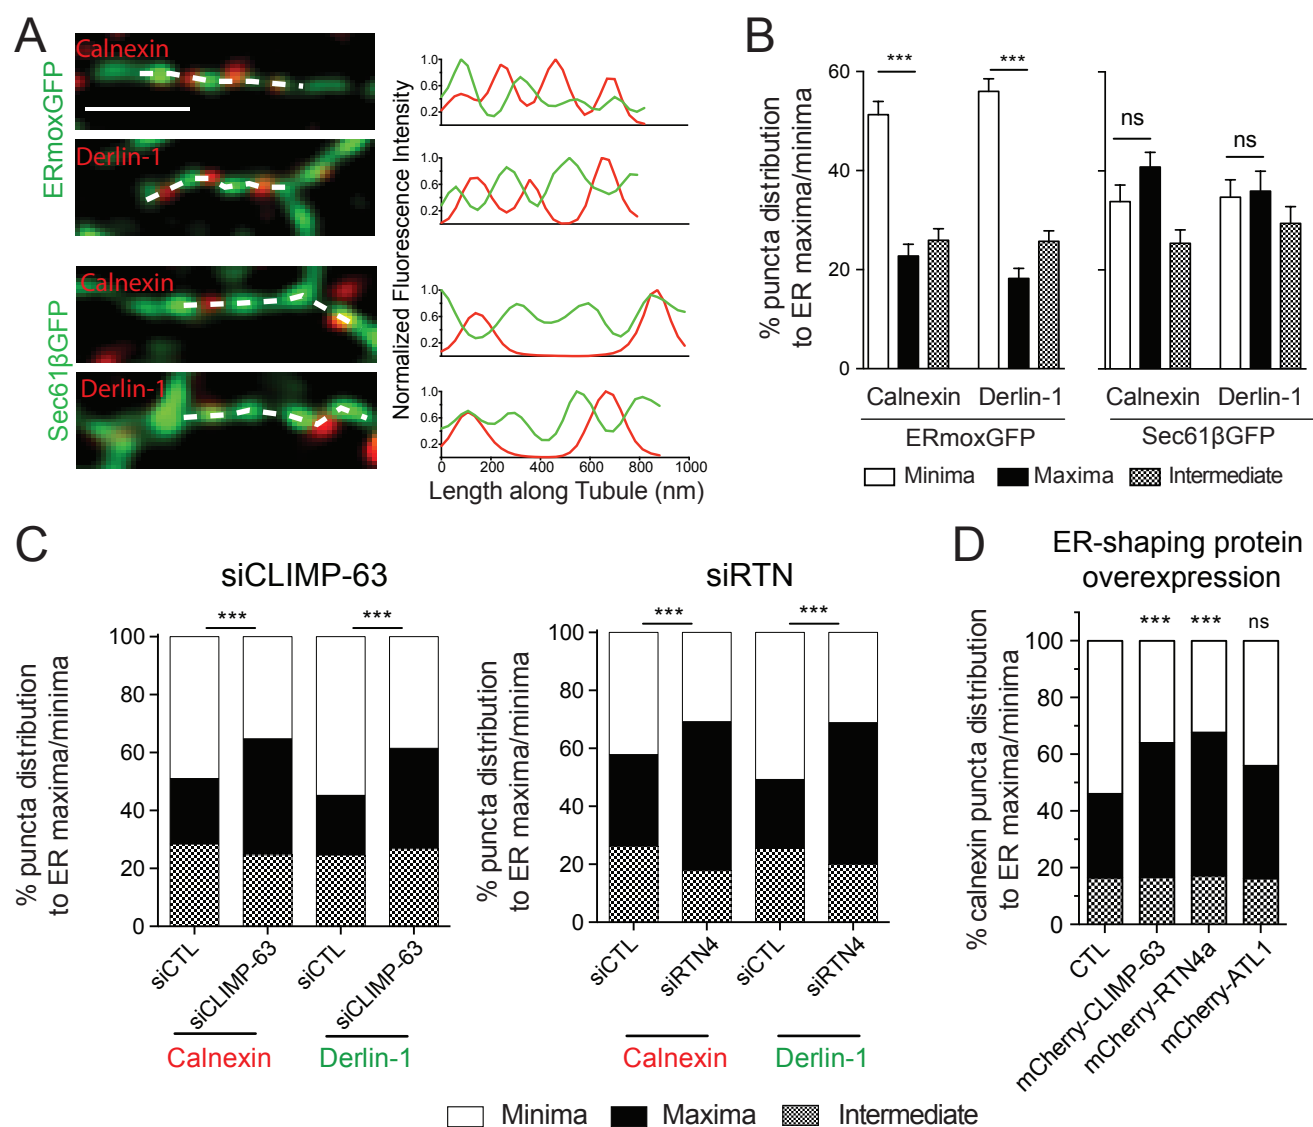 A
Calnexin
Derlin-1
ERmoxGFP
Calnexin
Derlin-1
Sec61βGFP
Normalized Fluorescence Intensity
1.0
0.6
0.2
1.0
0.6
0.2
1.0
0.6
0.2
1.0
0.6
0.2
0 200 400 600 800 1000
Length along Tubule (nm)
B
% puncta distribution
to ER maxima/minima
60
40
20
0
*** ***
ns ns
Calnexin Derlin-1 Calnexin Derlin-1
ERmoxGFP Sec61βGFP
Minima Maxima Intermediate
C
siCLIMP-63
% puncta distribution
to ER maxima/minima
100
80
60
40
20
0
*** ***
siCTL siCLIMP-63 siCTL siCLIMP-63
Calnexin Derlin-1
siRTN
% puncta distribution
to ER maxima/minima
100
80
60
40
20
0
*** ***
siCTL siRTN4 siCTL siRTN4
Calnexin Derlin-1
D
ER-shaping protein
overexpression
% calnexin puncta distribution
to ER maxima/minima
100
80
60
40
20
0
*** *** ns
CTL mCherry-CLIMP-63 mCherry-RTN4a mCherry-ATL1
Minima Maxima Intermediate